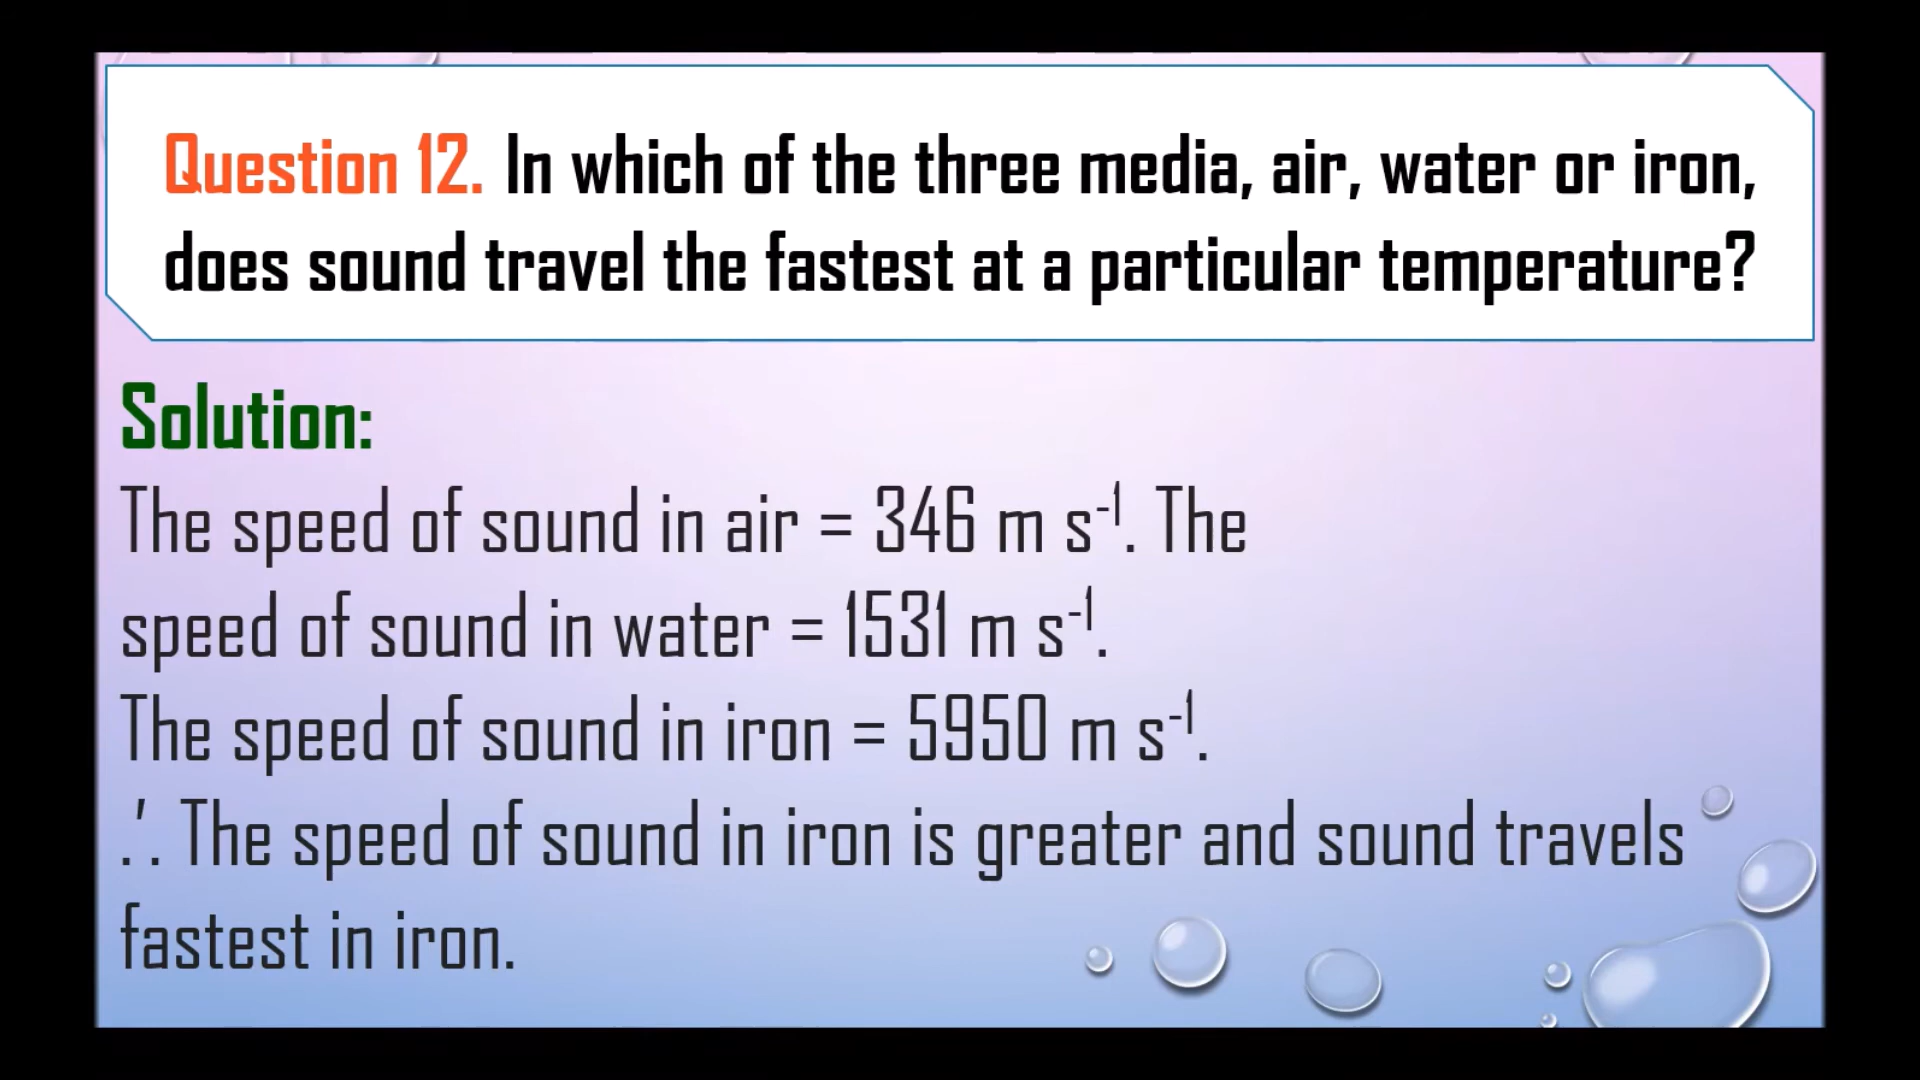 Question 12. In which of the three media, air, water or iron,
does sound travel the fastest at a particular temperature?
Solution:
The speed of sound in air = 346 m s⁻¹. The
speed of sound in water = 1531 m s⁻¹.
The speed of sound in iron = 5950 m s⁻¹.
.′. The speed of sound in iron is greater and sound travels
fastest in iron.